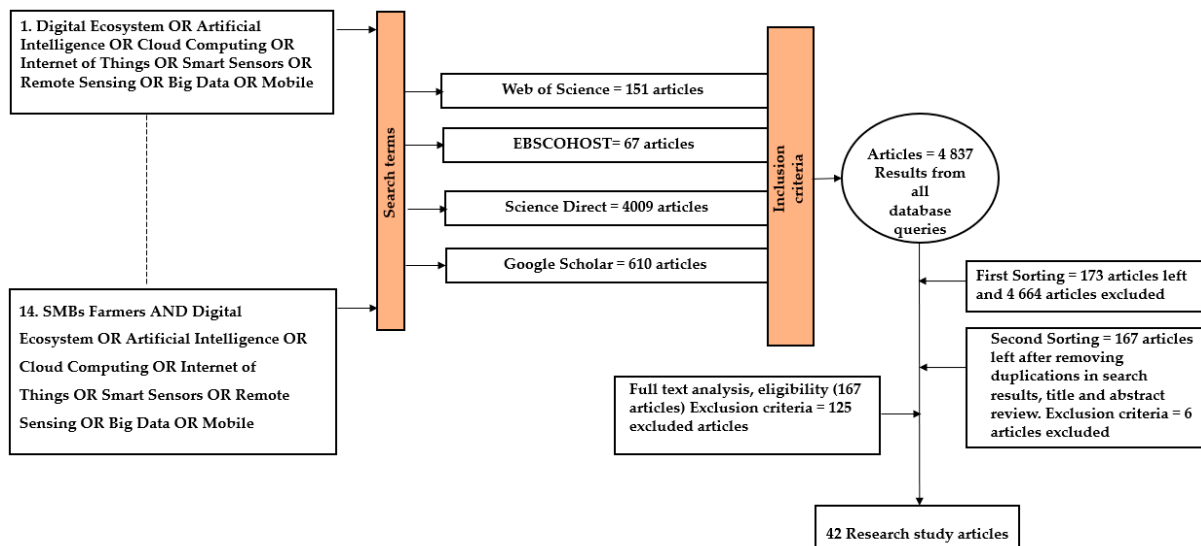 1. Digital Ecosystem OR Artificial
Intelligence OR Cloud Computing OR
Internet of Things OR Smart Sensors OR
Remote Sensing OR Big Data OR Mobile
14. SMBs Farmers AND Digital
Ecosystem OR Artificial Intelligence OR
Cloud Computing OR Internet of
Things OR Smart Sensors OR Remote
Sensing OR Big Data OR Mobile
Search terms
Web of Science = 151 articles
EBSCOHOST= 67 articles
Science Direct = 4009 articles
Google Scholar = 610 articles
Inclusion
criteria
Articles = 4 837
Results from
all
database
queries
First Sorting = 173 articles left
and 4 664 articles excluded
Second Sorting = 167 articles
left after removing
duplications in search
results, title and abstract
review. Exclusion criteria = 6
articles excluded
Full text analysis, eligibility (167
articles) Exclusion criteria = 125
excluded articles
42 Research study articles